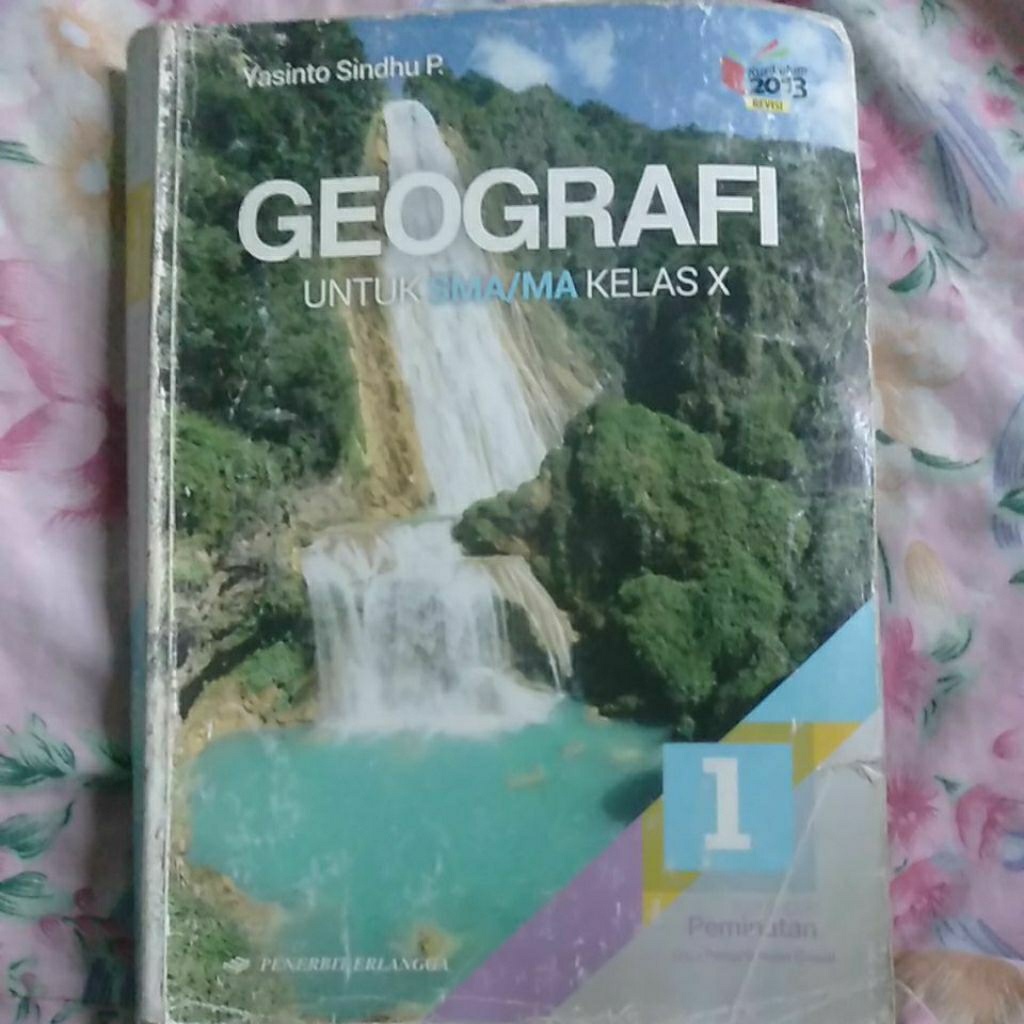 Yasinto Sindhu P.
Kurikulum
2013
REVISI
GEOGRAFI
UNTUK SMA/MA KELAS X
1
Peminatan
PENERBIT ERLANGGA